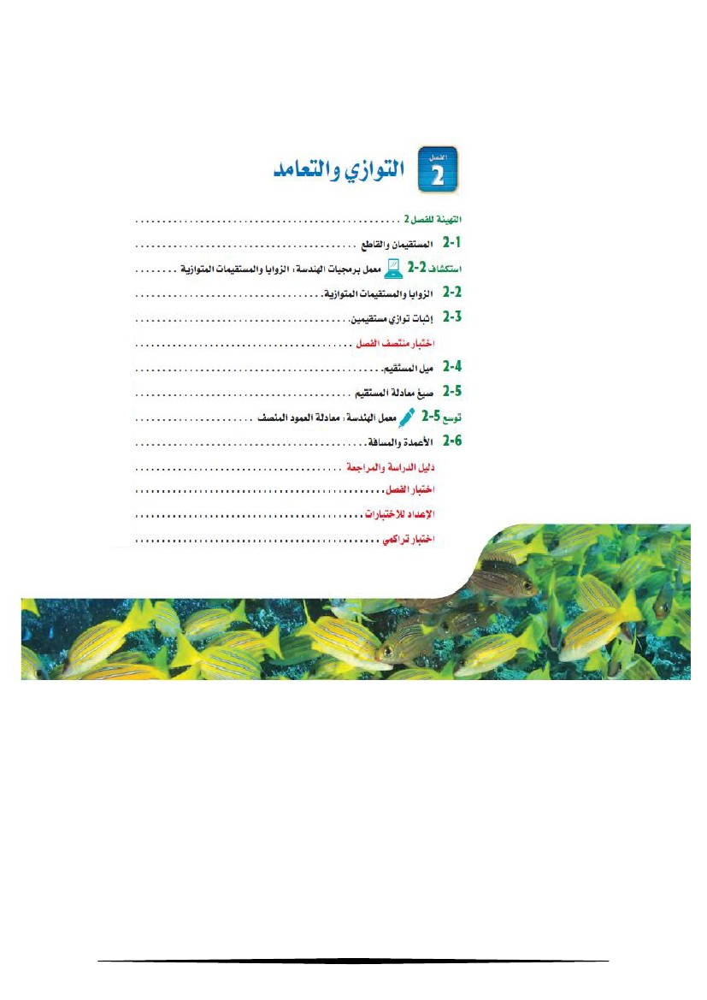 الفصل 2
التوازي والتعامد
التهيئة للفصل 2
2-1 المستقيمان والقاطع
استكشاف 2-2 معمل برمجيات الهندسة: الزوايا والمستقيمات المتوازية
2-2 الزوايا والمستقيمات المتوازية
2-3 إثبات توازي مستقيمين
اختبار منتصف الفصل
2-4 ميل المستقيم
2-5 صيغ معادلة المستقيم
توسع 2-5 معمل الهندسة: معادلة العمود المنصف
2-6 الأعمدة والمسافة
دليل الدراسة والمراجعة
اختبار الفصل
الإعداد للاختبارات
اختبار تراكمي